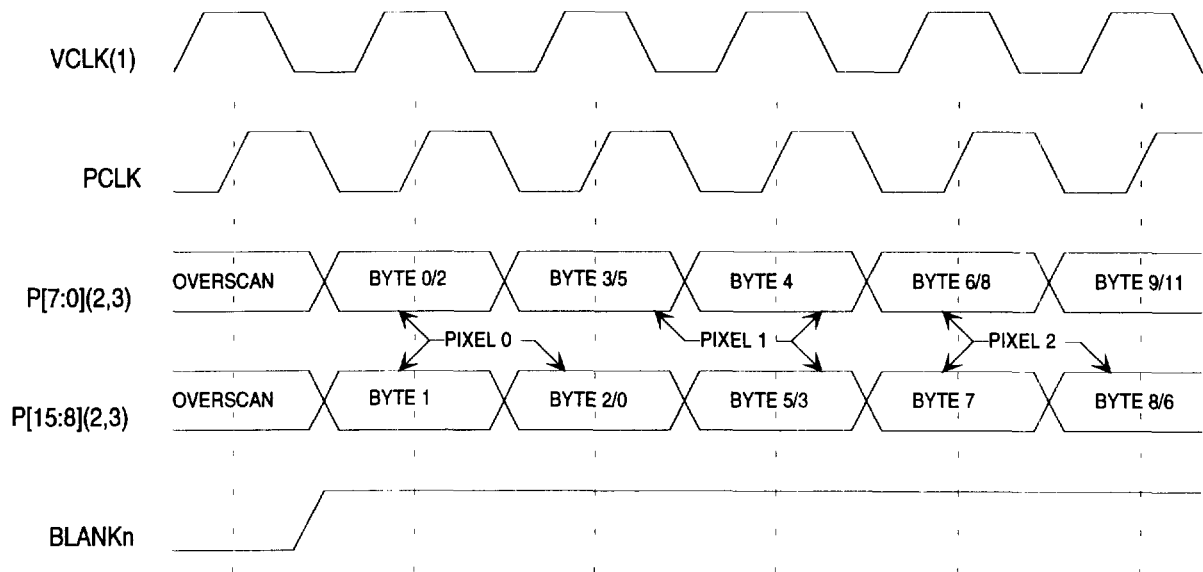 VCLK(1)
PCLK
P[7:0](2,3)
OVERSCAN BYTE 0/2 BYTE 3/5 BYTE 4 BYTE 6/8 BYTE 9/11
PIXEL 0 PIXEL 1 PIXEL 2
P[15:8](2,3)
OVERSCAN BYTE 1 BYTE 2/0 BYTE 5/3 BYTE 7 BYTE 8/6
BLANKn